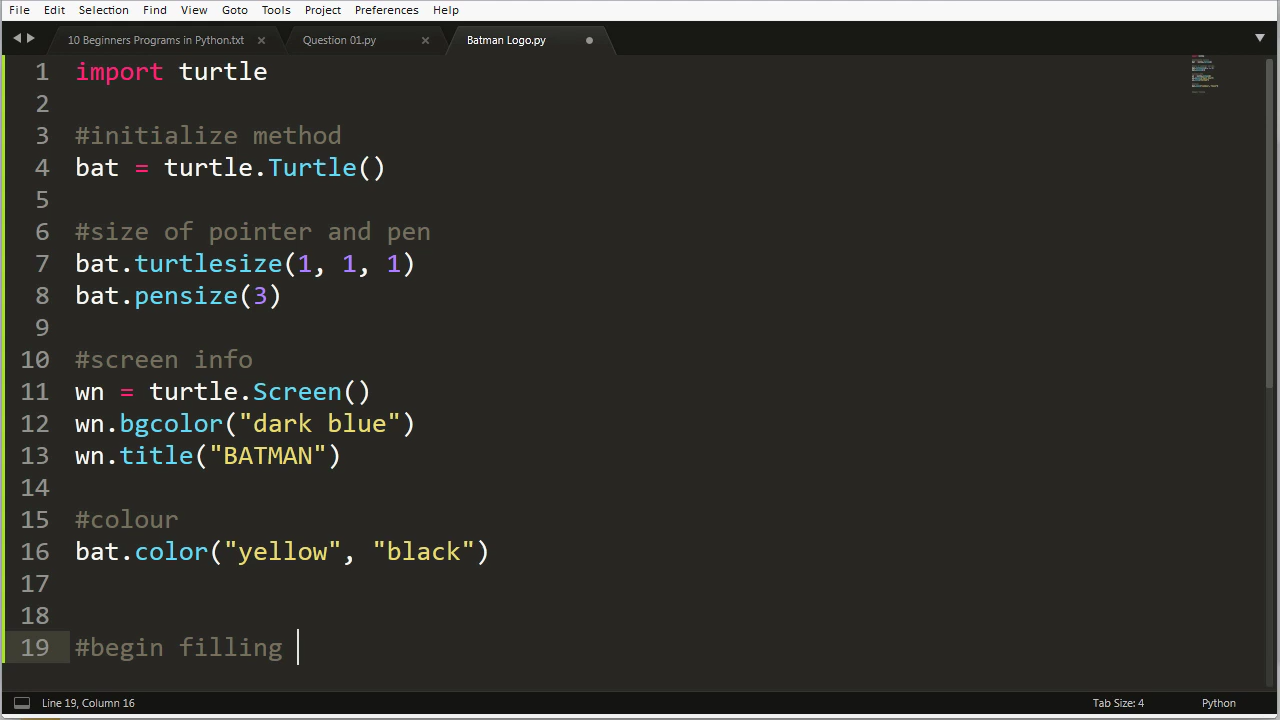 File Edit Selection Find View Goto Tools Project Preferences Help
10 Beginners Programs in Python.txt Question 01.py Batman Logo.py
1 import turtle
2
3 #initialize method
4 bat = turtle.Turtle()
5
6 #size of pointer and pen
7 bat.turtlesize(1, 1, 1)
8 bat.pensize(3)
9
10 #screen info
11 wn = turtle.Screen()
12 wn.bgcolor("dark blue")
13 wn.title("BATMAN")
14
15 #colour
16 bat.color("yellow", "black")
17
18
19 #begin filling
Line 19, Column 16 Tab Size: 4 Python